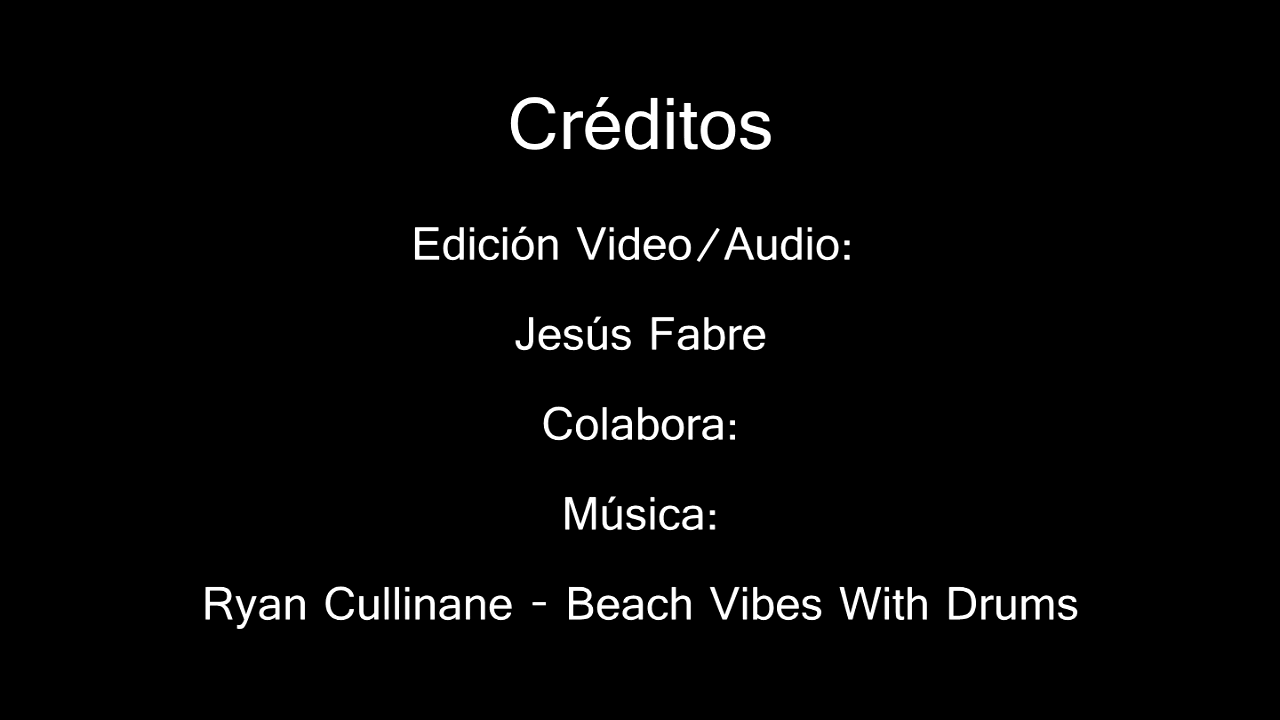 Créditos
Edición Video/Audio:
Jesús Fabre
Colabora:
Música:
Ryan Cullinane - Beach Vibes With Drums